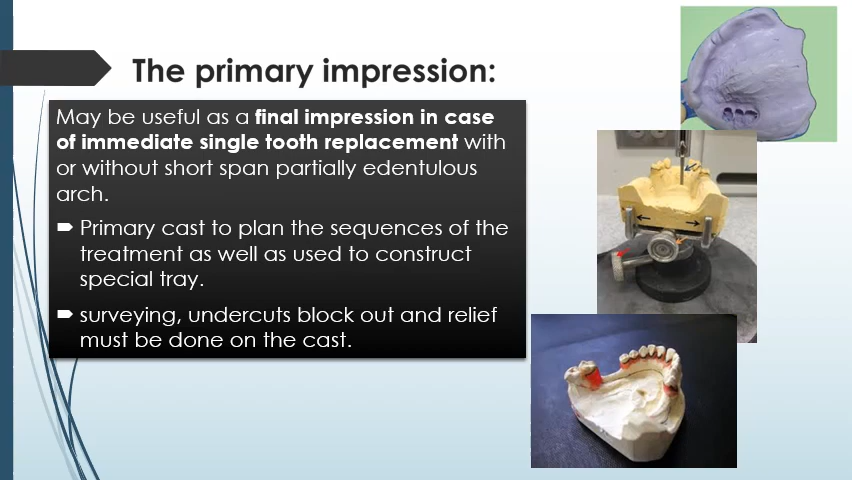 The primary impression:
May be useful as a final impression in case
of immediate single tooth replacement with
or without short span partially edentulous
arch.
Primary cast to plan the sequences of the
treatment as well as used to construct
special tray.
surveying, undercuts block out and relief
must be done on the cast.